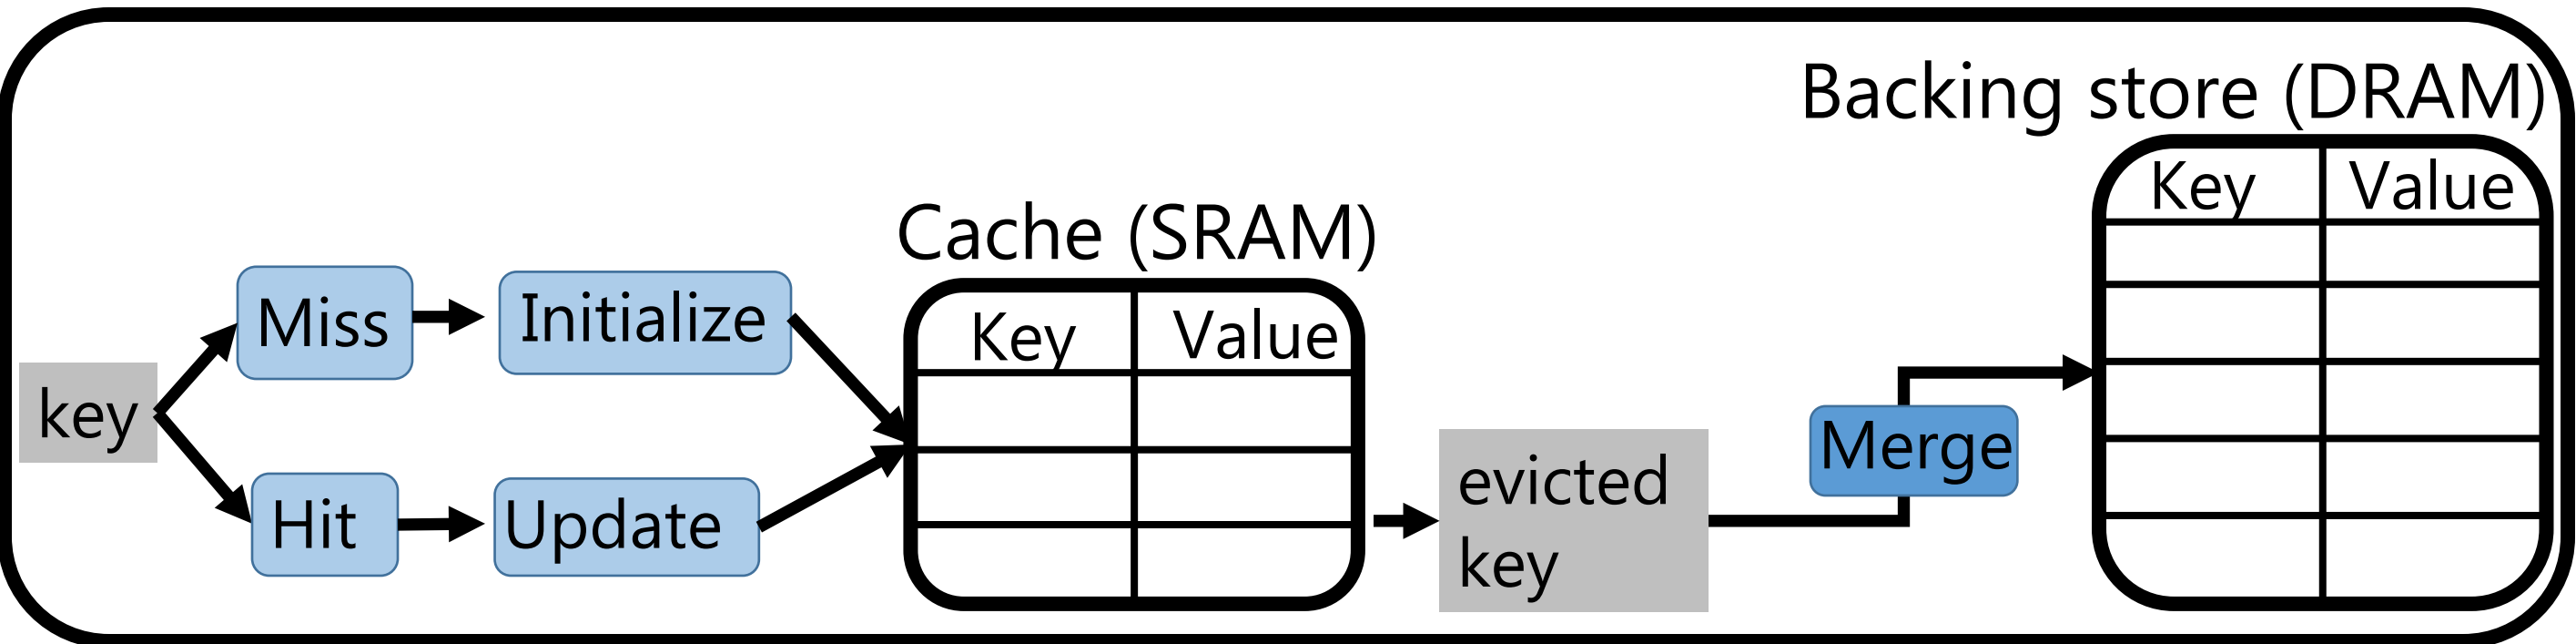 Backing store (DRAM)
Key Value
Cache (SRAM)
Key Value
Miss
Initialize
key
Hit
Update
evicted
key
Merge